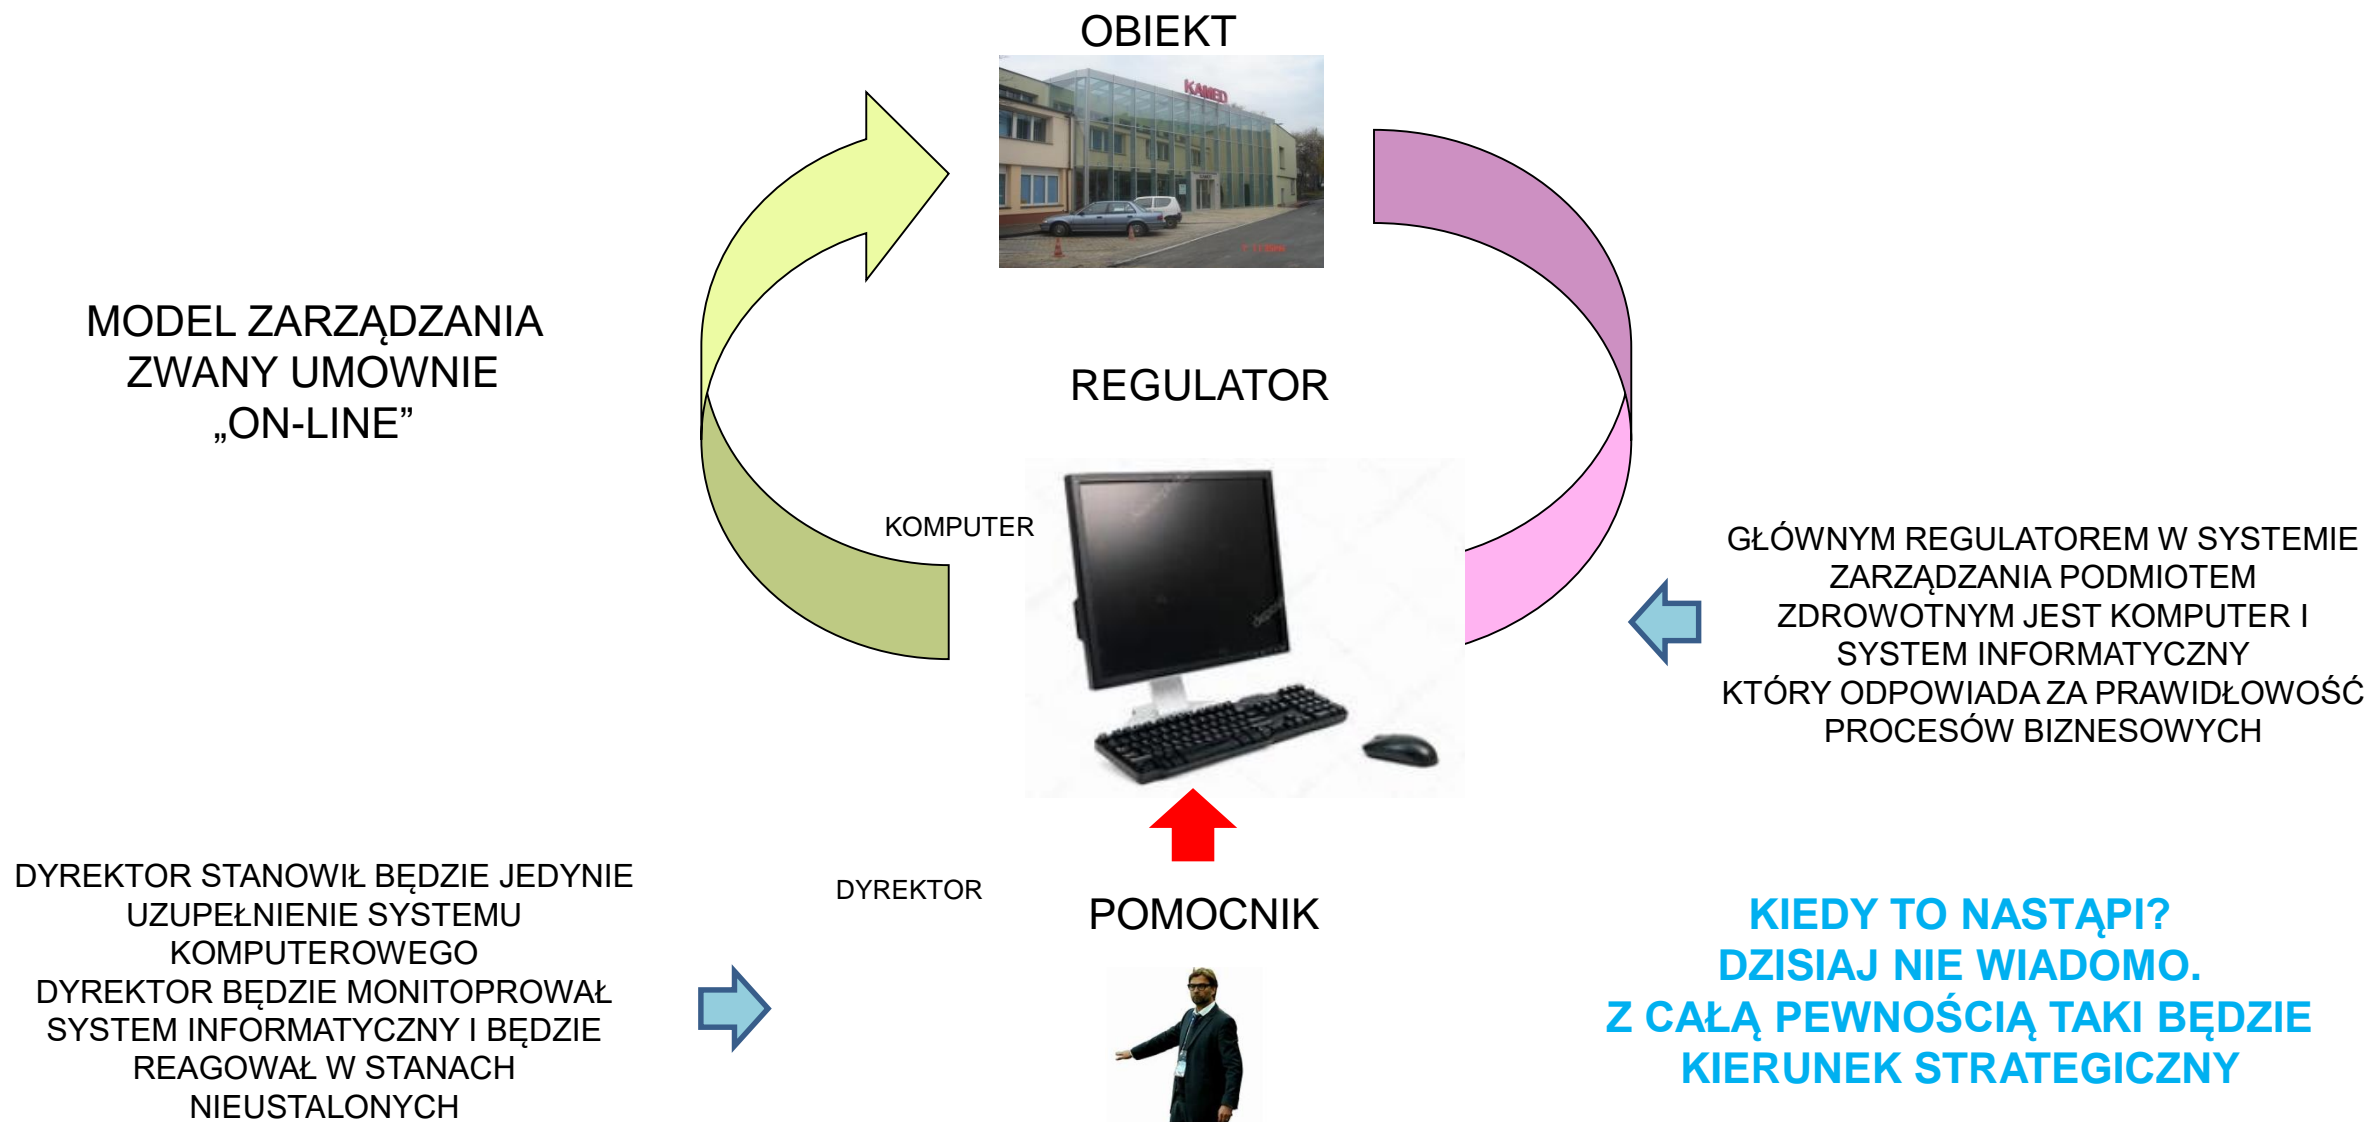 OBIEKT
KAMED
MODEL ZARZĄDZANIA
ZWANY UMOWNIE
„ON-LINE”
REGULATOR
KOMPUTER
GŁÓWNYM REGULATOREM W SYSTEMIE
ZARZĄDZANIA PODMIOTEM
ZDROWOTNYM JEST KOMPUTER I
SYSTEM INFORMATYCZNY
KTÓRY ODPOWIADA ZA PRAWIDŁOWOŚĆ
PROCESÓW BIZNESOWYCH
DYREKTOR STANOWIŁ BĘDZIE JEDYNIE
UZUPEŁNIENIE SYSTEMU
KOMPUTEROWEGO
DYREKTOR BĘDZIE MONITOPROWAŁ
SYSTEM INFORMATYCZNY I BĘDZIE
REAGOWAŁ W STANACH
NIEUSTALONYCH
DYREKTOR
POMOCNIK
KIEDY TO NASTĄPI?
DZISIAJ NIE WIADOMO.
Z CAŁĄ PEWNOŚCIĄ TAKI BĘDZIE
KIERUNEK STRATEGICZNY